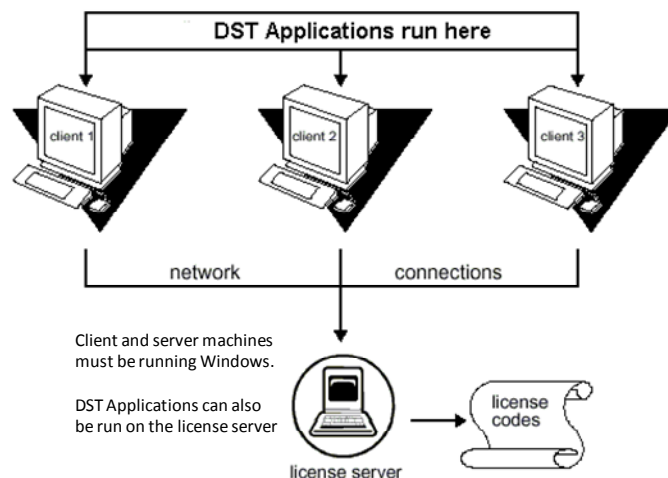 DST Applications run here
client 1
client 2
client 3
network
connections
Client and server machines
must be running Windows.
DST Applications can also
be run on the license server
license
codes
license server